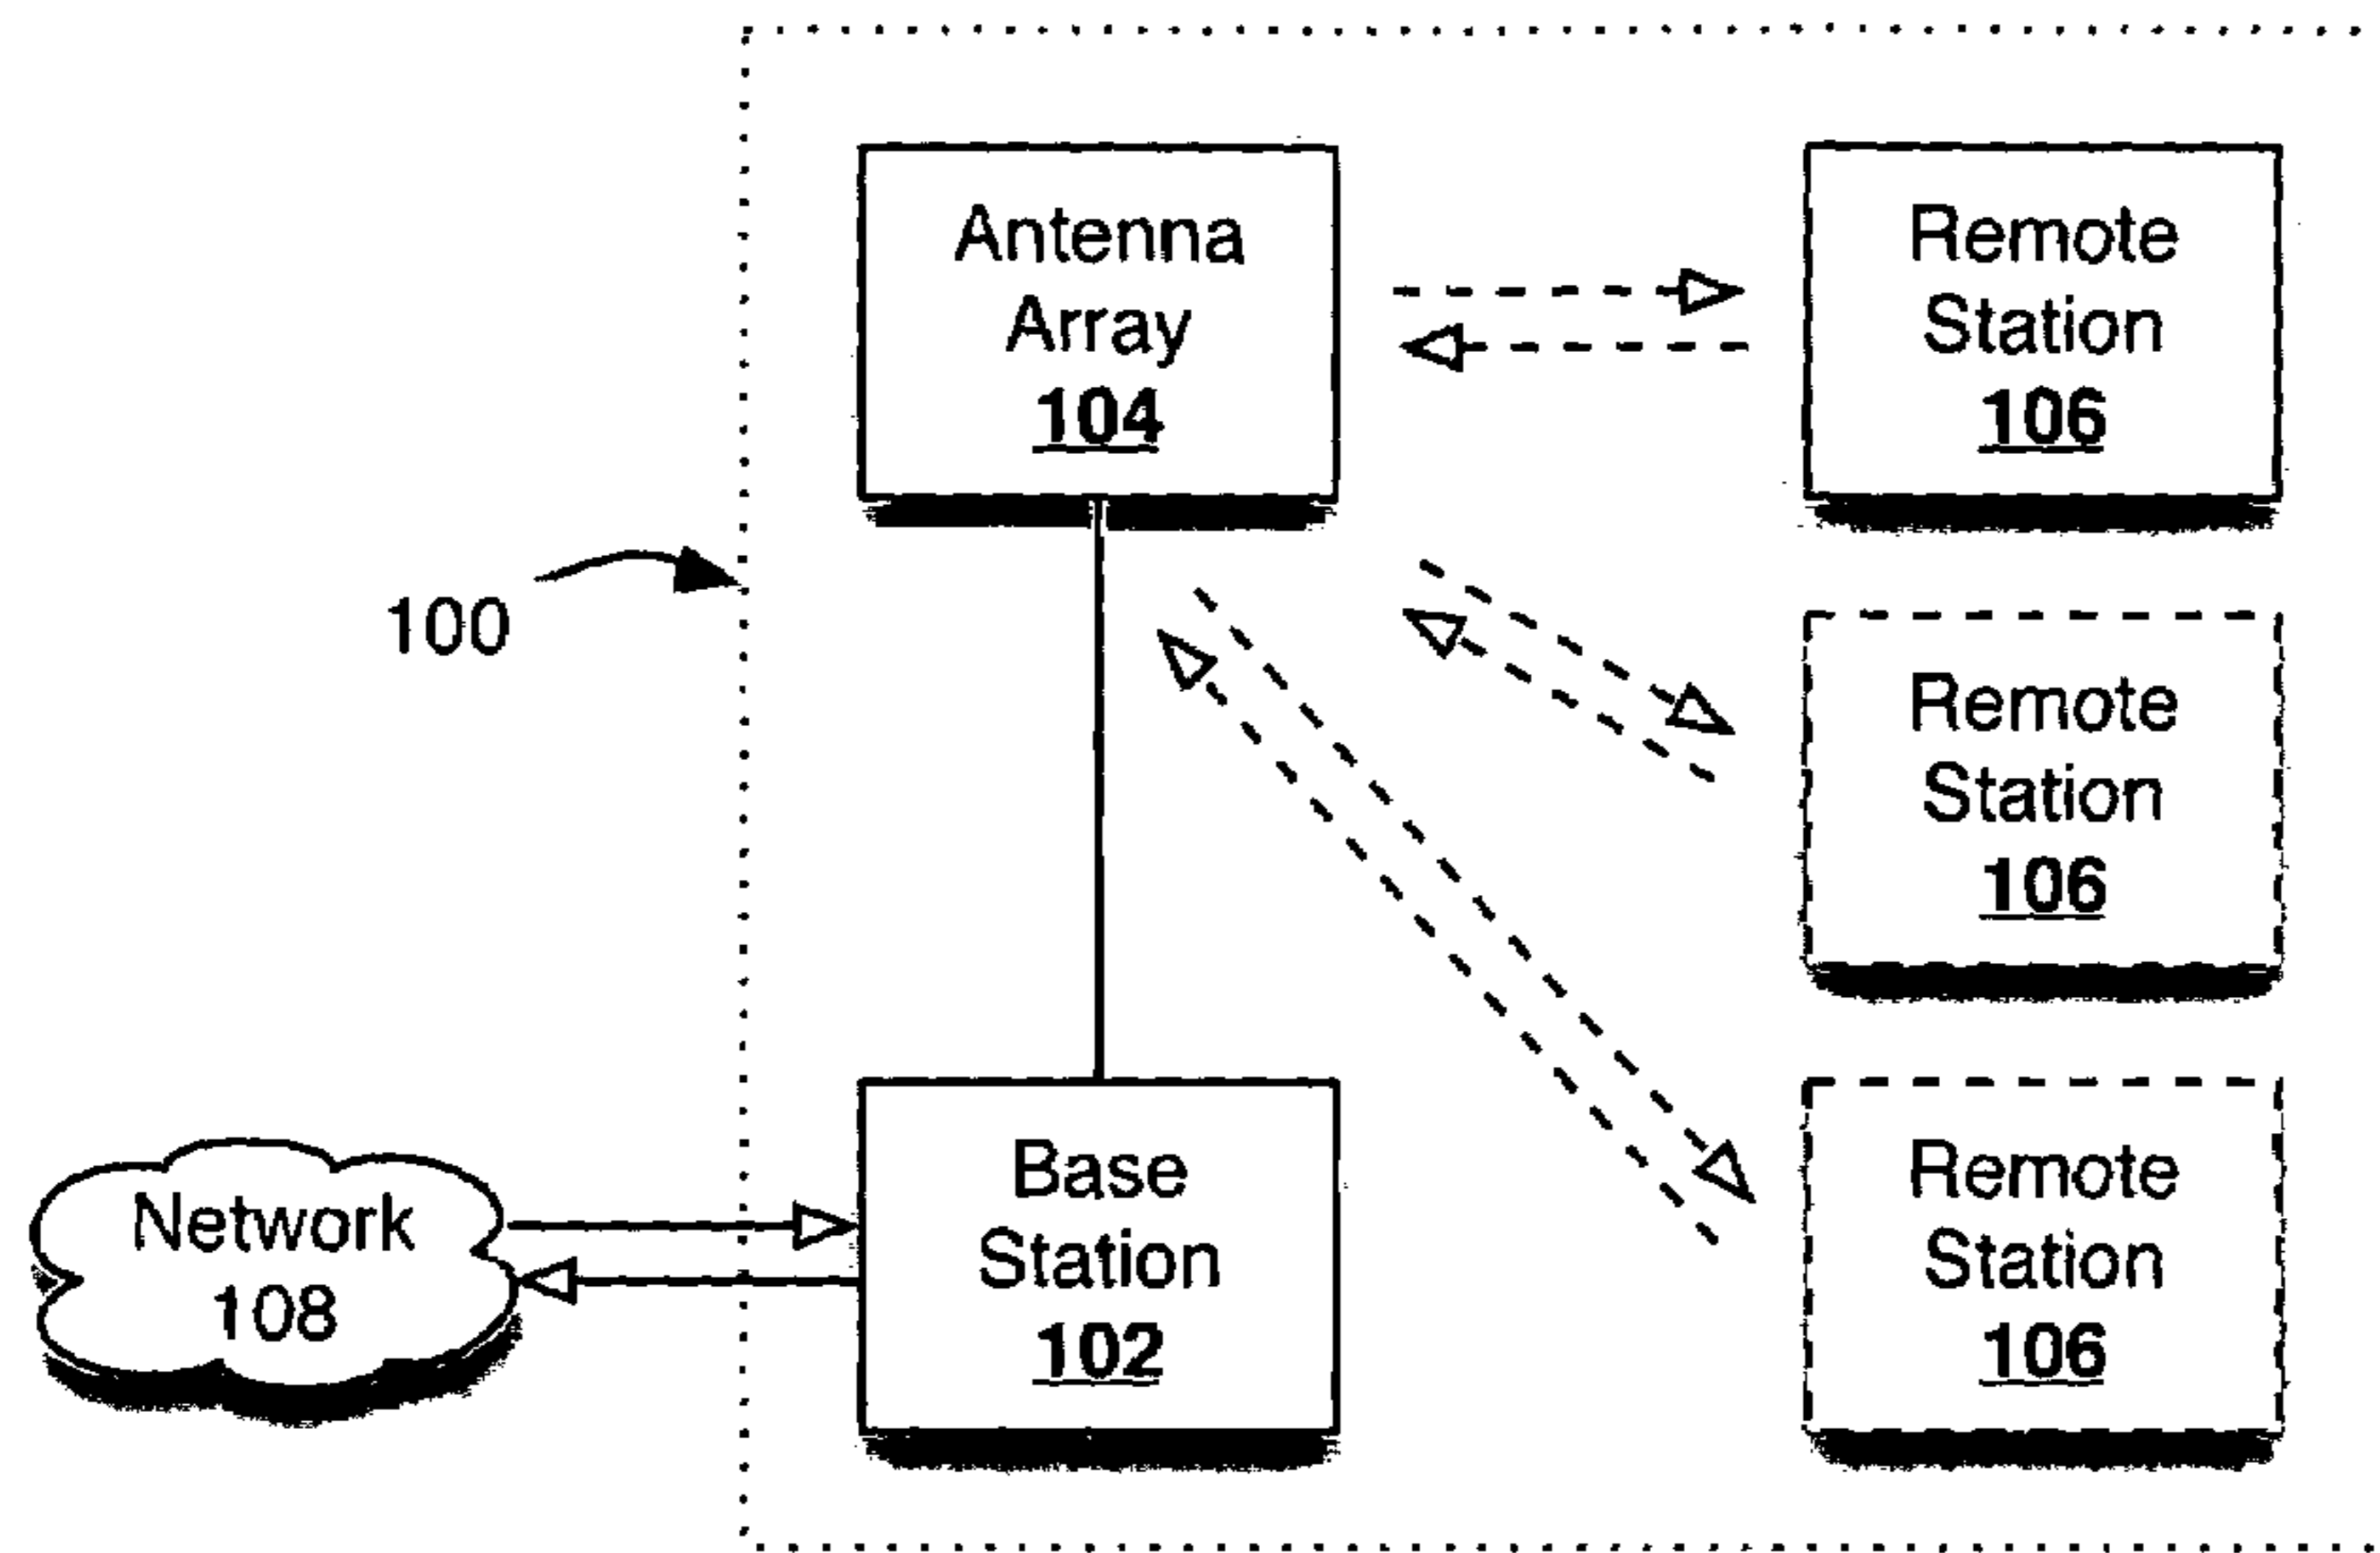 Antenna
Array
104
Remote
Station
106
100
Remote
Station
106
Network
108
Base
Station
102
Remote
Station
106